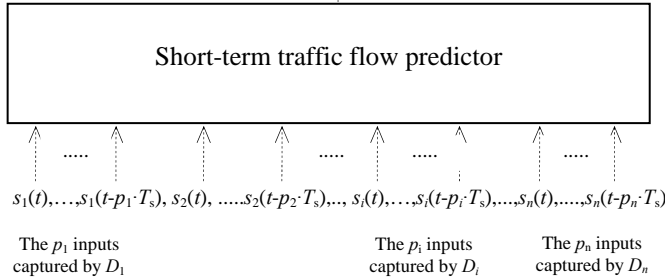 Short-term traffic flow predictor
..... ..... ..... .....
s₁(t),…,s₁(t-p₁·Tₛ), s₂(t), .....s₂(t-p₂·Tₛ),.., sᵢ(t),…,sᵢ(t-pᵢ·Tₛ),...,sₙ(t),....,sₙ(t-pₙ·Tₛ)
The p₁ inputs The pᵢ inputs The pₙ inputs
captured by D₁ captured by Dᵢ captured by Dₙ